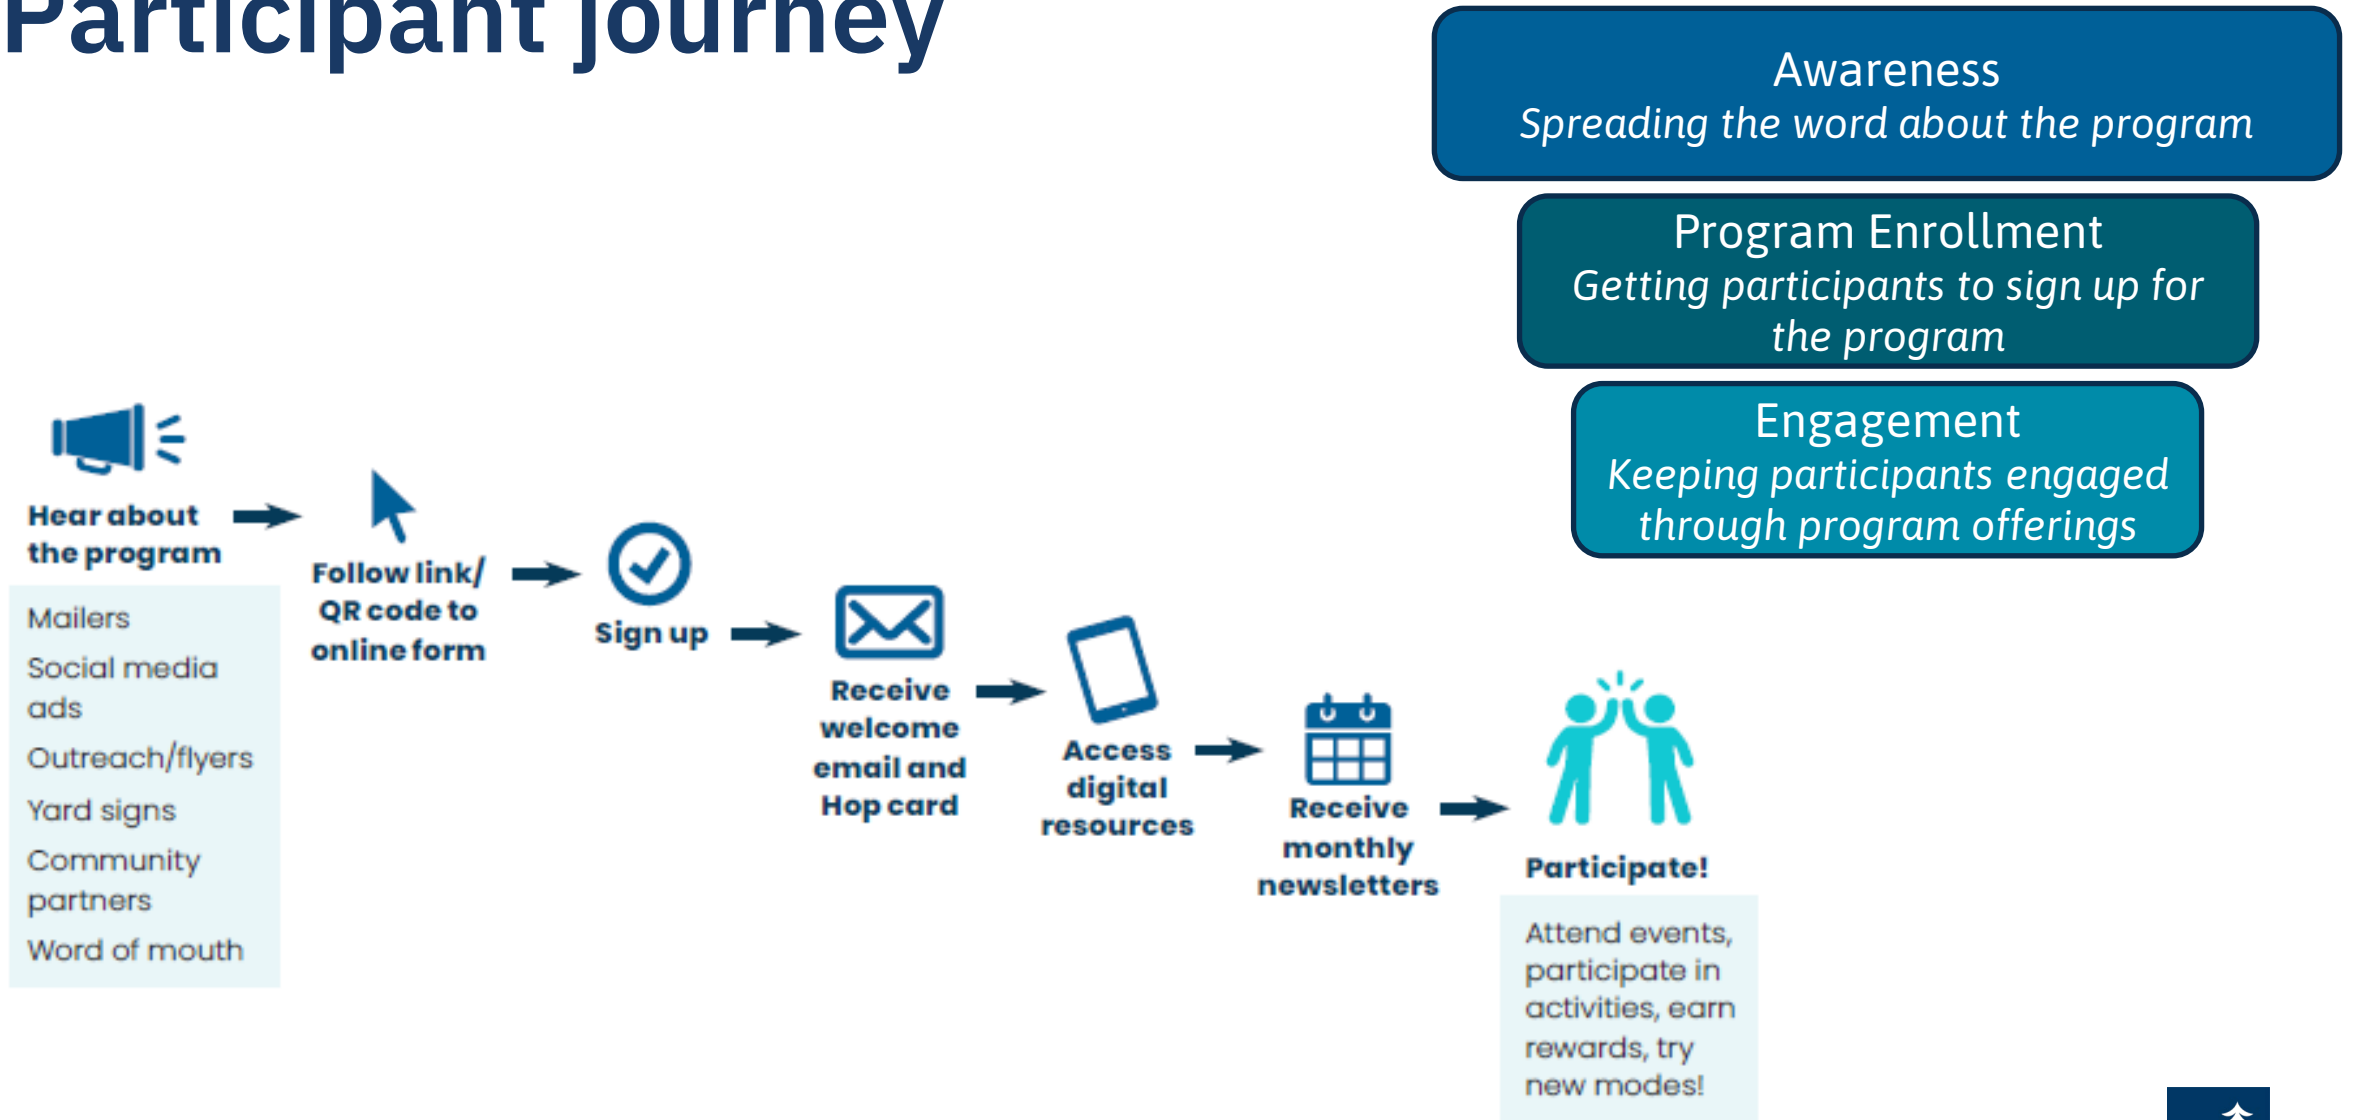 Participant journey
Awareness
Spreading the word about the program
Program Enrollment
Getting participants to sign up for
the program
Engagement
Keeping participants engaged
through program offerings
Hear about
the program
Mailers
Social media
ads
Outreach/flyers
Yard signs
Community
partners
Word of mouth
Follow link/
QR code to
online form
Sign up
Receive
welcome
email and
Hop card
Access
digital
resources
Receive
monthly
newsletters
Participate!
Attend events,
participate in
activities, earn
rewards, try
new modes!